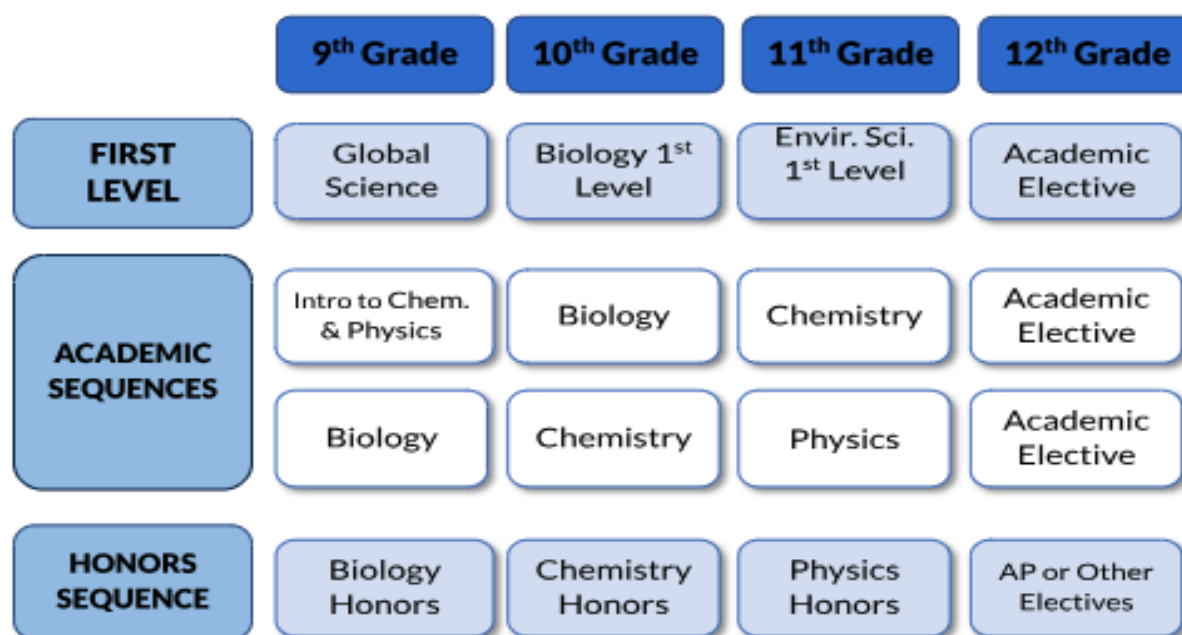 9th Grade
10th Grade
11th Grade
12th Grade
FIRST
LEVEL
Global
Science
Biology 1st
Level
Envir. Sci.
1st Level
Academic
Elective
ACADEMIC
SEQUENCES
Intro to Chem.
& Physics
Biology
Chemistry
Academic
Elective
Biology
Chemistry
Physics
Academic
Elective
HONORS
SEQUENCE
Biology
Honors
Chemistry
Honors
Physics
Honors
AP or Other
Electives